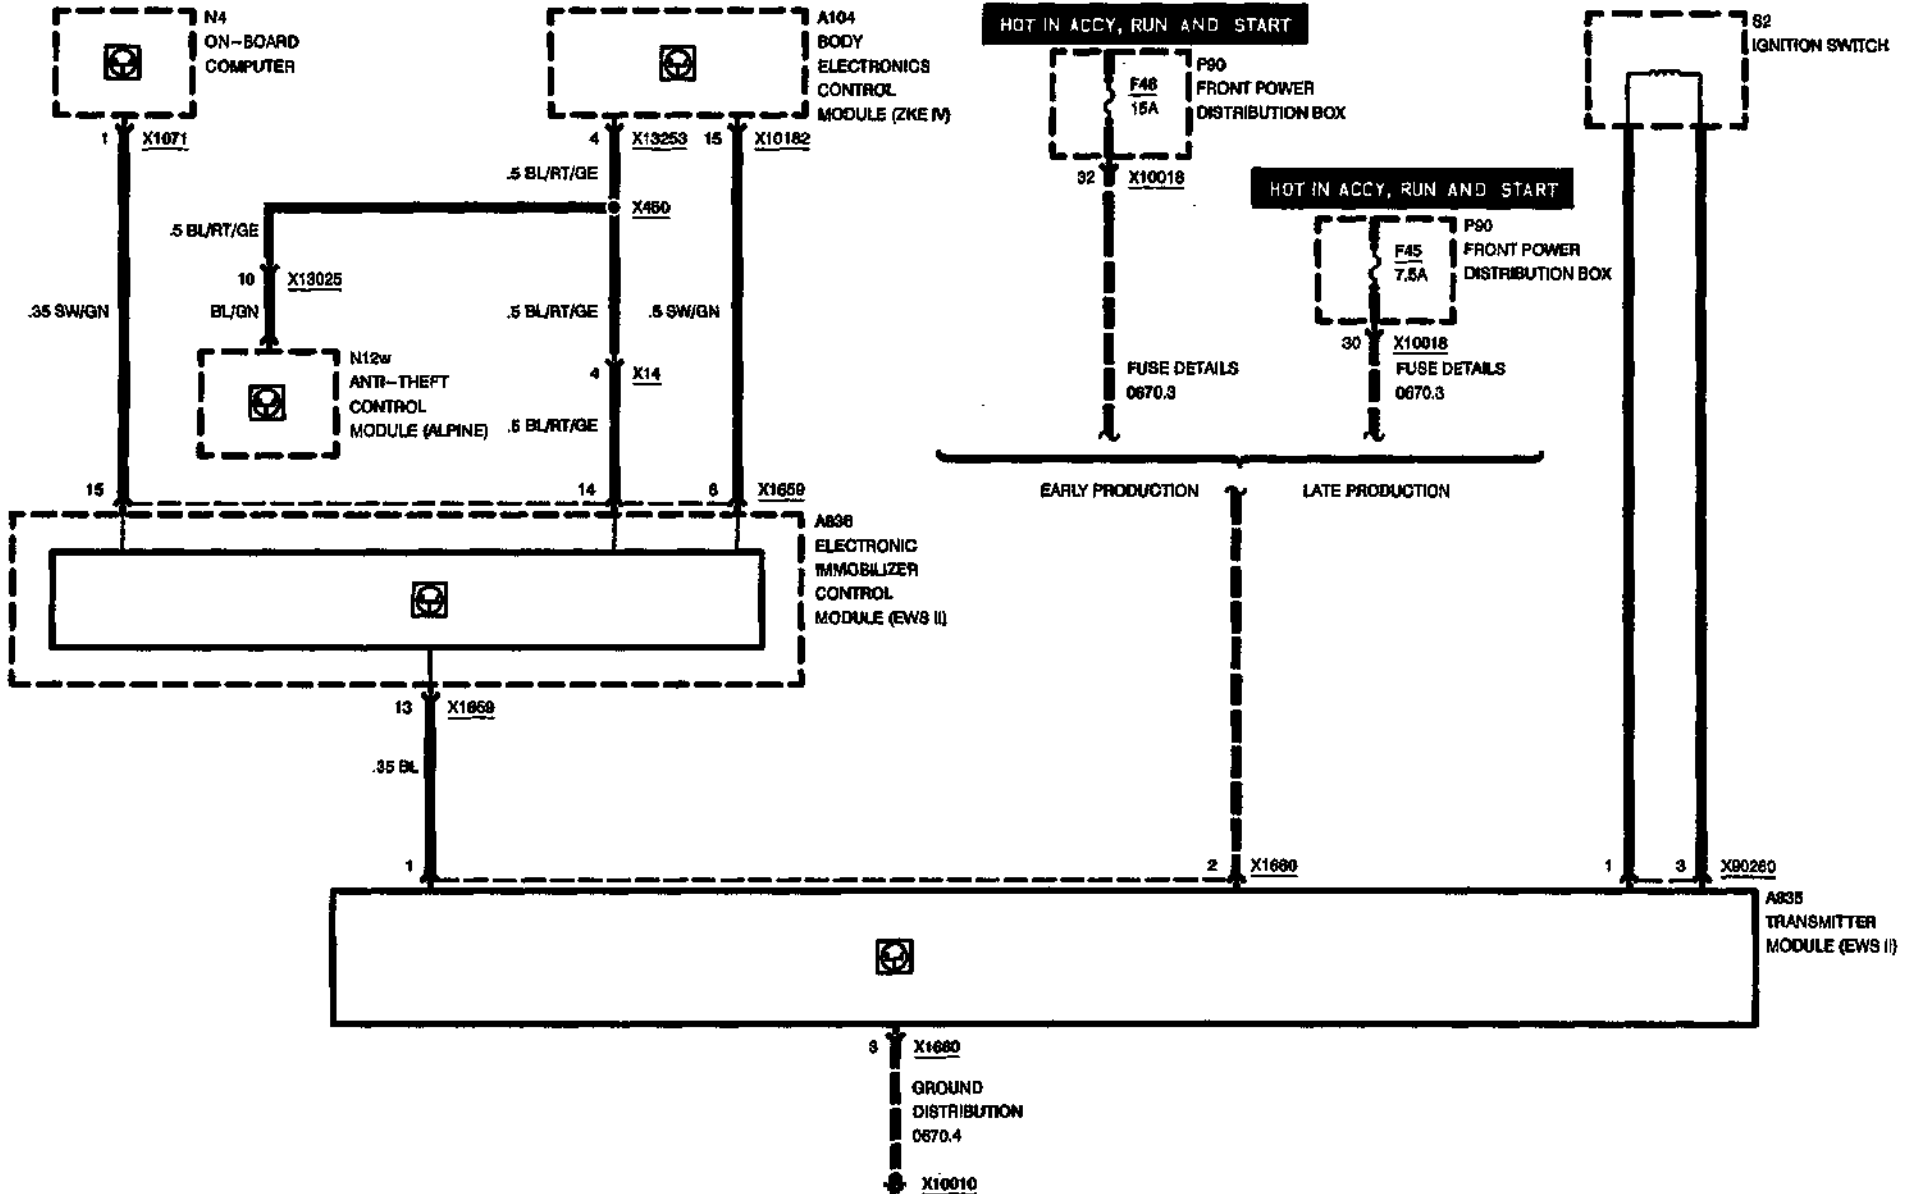 N4
ON-BOARD
COMPUTER
A104
BODY
ELECTRONICS
CONTROL
MODULE (ZKE IV)
HOT IN ACCY, RUN AND START
P90
FRONT POWER
DISTRIBUTION BOX
F46
15A
S2
IGNITION SWITCH
1
X1071
4
X13253
15
X10182
32
X10018
HOT IN ACCY, RUN AND START
P90
FRONT POWER
DISTRIBUTION BOX
F45
7.5A
30
X10018
.5 BL/RT/GE
X450
.5 BL/RT/GE
10
X13025
.35 SW/GN
BL/GN
.5 BL/RT/GE
.5 SW/GN
N12w
ANTI-THEFT
CONTROL
MODULE (ALPINE)
4
X14
.5 BL/RT/GE
FUSE DETAILS
0670.3
FUSE DETAILS
0670.3
15
14
6
X1659
EARLY PRODUCTION
LATE PRODUCTION
A836
ELECTRONIC
IMMOBILIZER
CONTROL
MODULE (EWS II)
13
X1659
.35 BL
1
2
X1660
1
3
X90260
A835
TRANSMITTER
MODULE (EWS II)
3
X1660
GROUND
DISTRIBUTION
0670.4
X10010